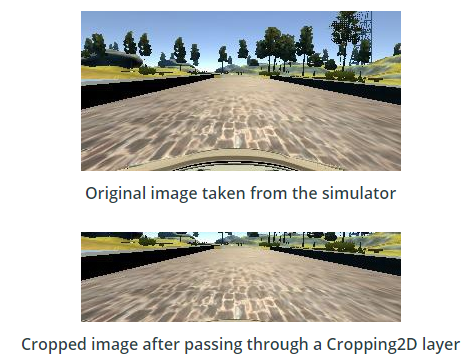 Original image taken from the simulator
Cropped image after passing through a Cropping2D layer